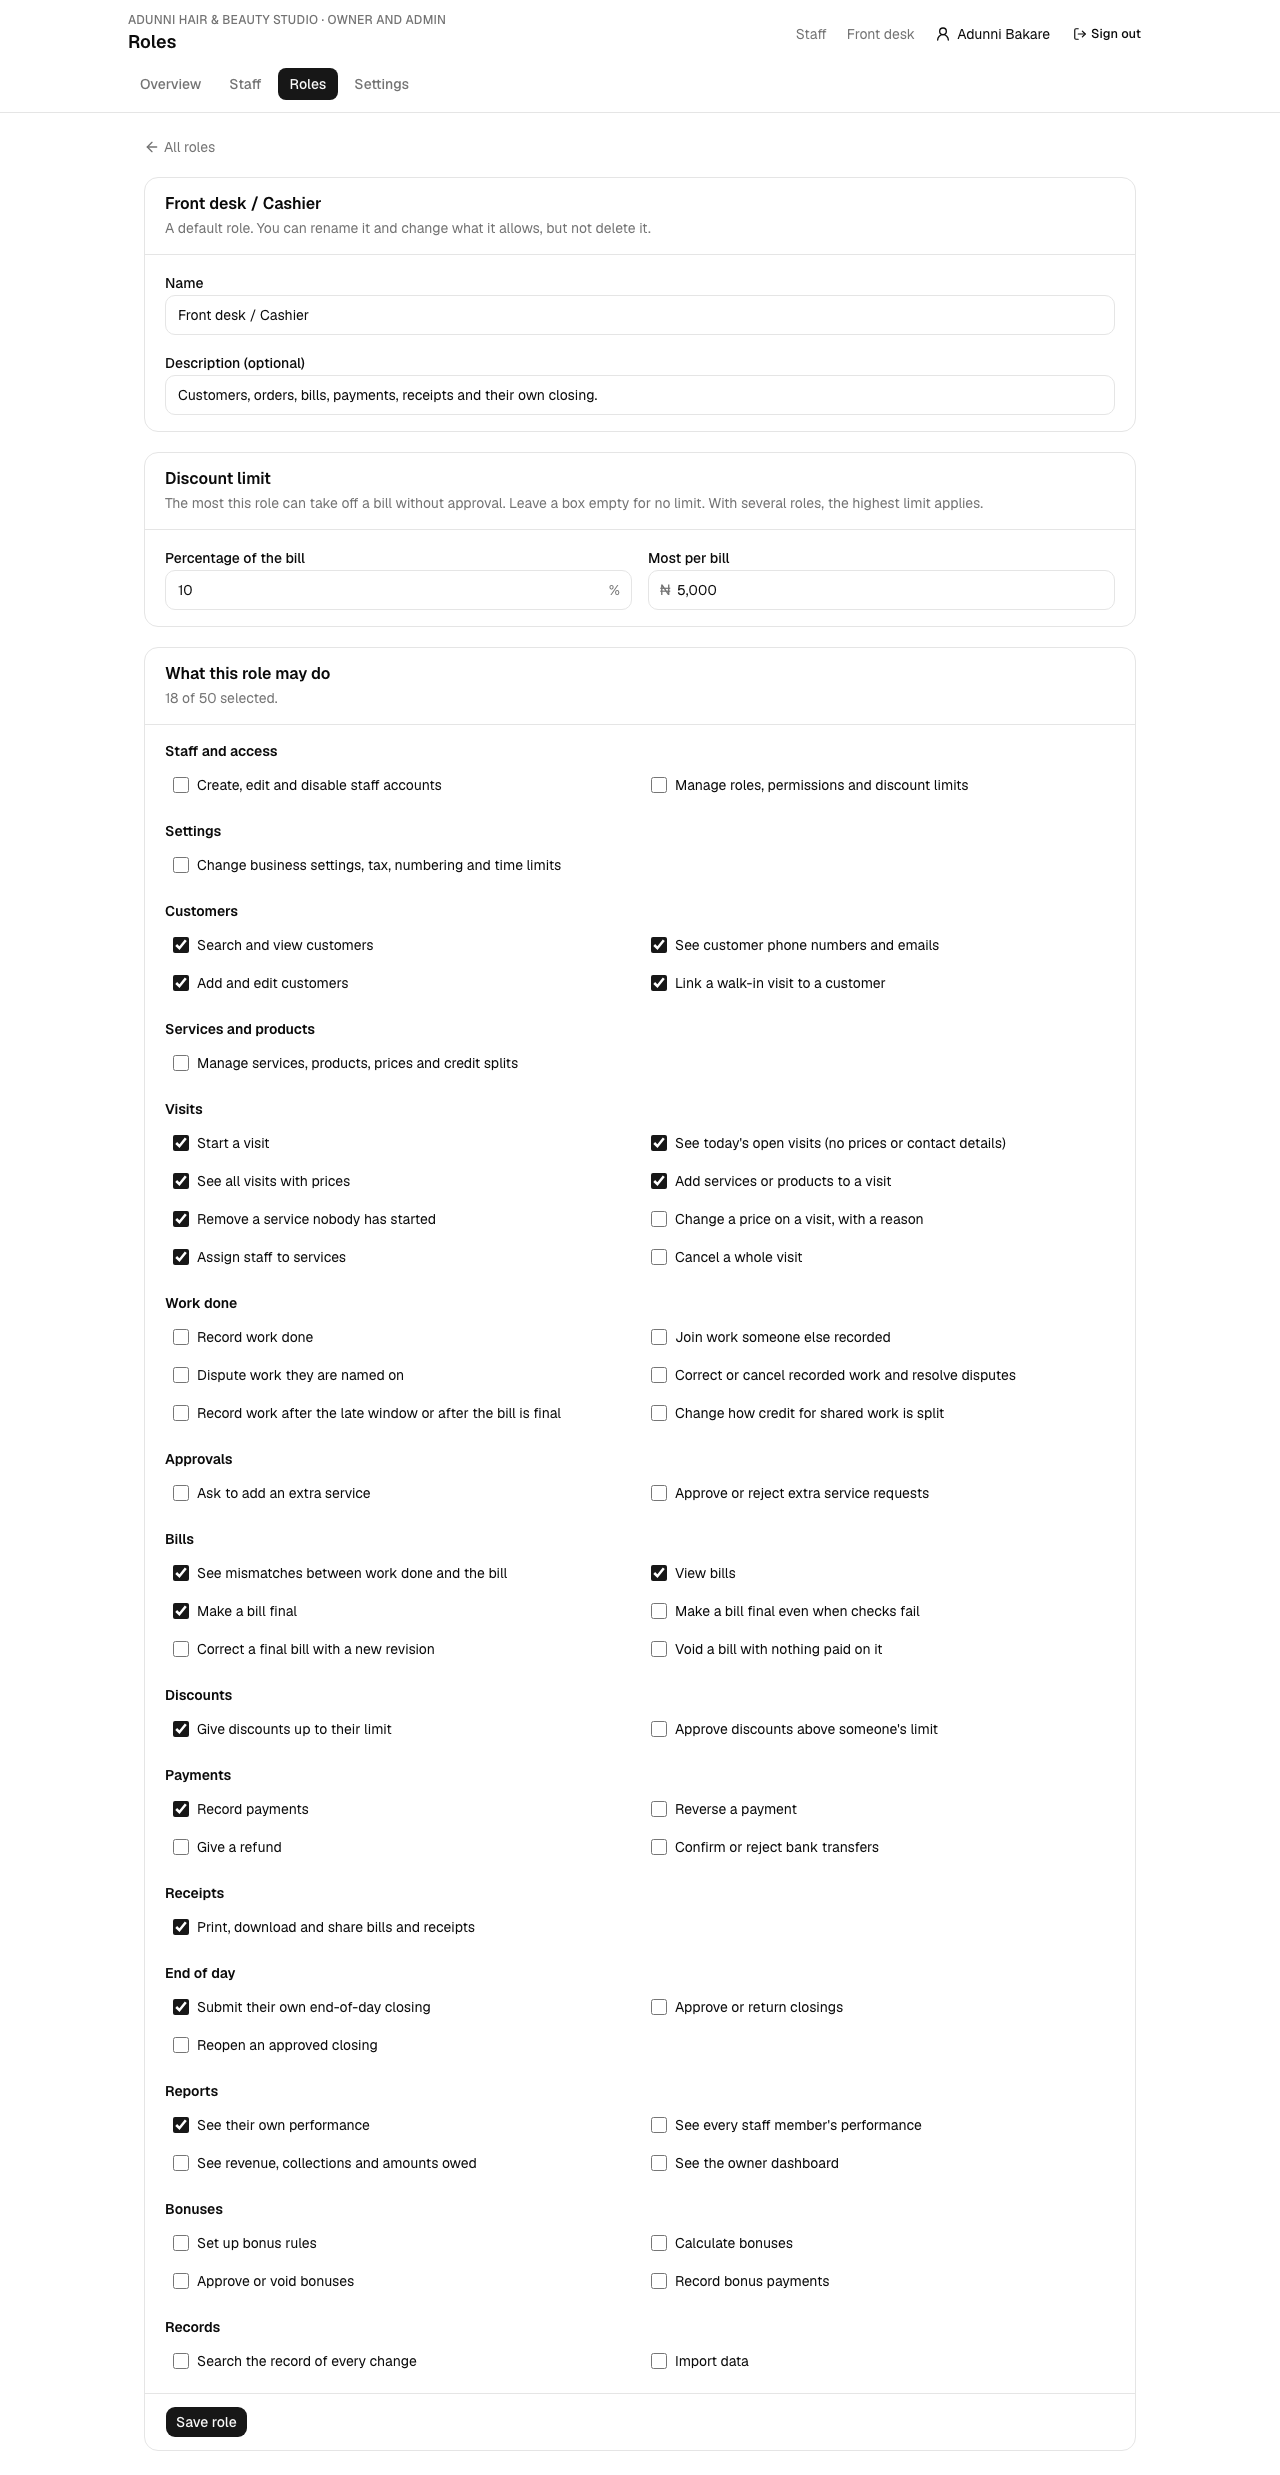 ADUNNI HAIR & BEAUTY STUDIO · OWNER AND ADMIN
Roles
Staff Front desk Adunni Bakare Sign out
Overview Staff Roles Settings
All roles
Front desk / Cashier
A default role. You can rename it and change what it allows, but not delete it.
Name
Front desk / Cashier
Description (optional)
Customers, orders, bills, payments, receipts and their own closing.
Discount limit
The most this role can take off a bill without approval. Leave a box empty for no limit. With several roles, the highest limit applies.
Percentage of the bill Most per bill
10 % ₦ 5,000
What this role may do
18 of 50 selected.
Staff and access
Create, edit and disable staff accounts Manage roles, permissions and discount limits
Settings
Change business settings, tax, numbering and time limits
Customers
Search and view customers See customer phone numbers and emails
Add and edit customers Link a walk-in visit to a customer
Services and products
Manage services, products, prices and credit splits
Visits
Start a visit See today's open visits (no prices or contact details)
See all visits with prices Add services or products to a visit
Remove a service nobody has started Change a price on a visit, with a reason
Assign staff to services Cancel a whole visit
Work done
Record work done Join work someone else recorded
Dispute work they are named on Correct or cancel recorded work and resolve disputes
Record work after the late window or after the bill is final Change how credit for shared work is split
Approvals
Ask to add an extra service Approve or reject extra service requests
Bills
See mismatches between work done and the bill View bills
Make a bill final Make a bill final even when checks fail
Correct a final bill with a new revision Void a bill with nothing paid on it
Discounts
Give discounts up to their limit Approve discounts above someone's limit
Payments
Record payments Reverse a payment
Give a refund Confirm or reject bank transfers
Receipts
Print, download and share bills and receipts
End of day
Submit their own end-of-day closing Approve or return closings
Reopen an approved closing
Reports
See their own performance See every staff member's performance
See revenue, collections and amounts owed See the owner dashboard
Bonuses
Set up bonus rules Calculate bonuses
Approve or void bonuses Record bonus payments
Records
Search the record of every change Import data
Save role